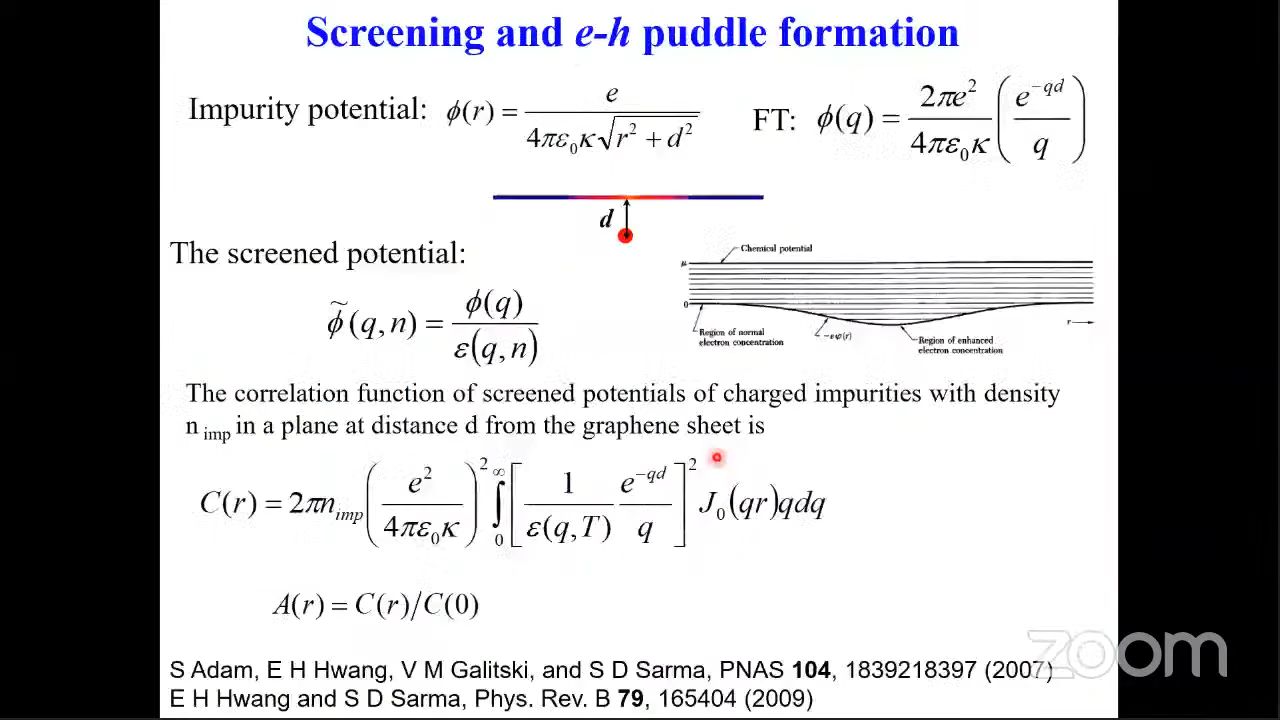 Screening and e-h puddle formation
Impurity potential: ϕ(r) = e / (4πε₀κ√(r² + d²))
FT: ϕ(q) = (2πe² / 4πε₀κ) (e^{-qd} / q)
d
The screened potential:
ϕ̃(q, n) = ϕ(q) / ε(q, n)
Chemical potential
μ
0
Region of normal
electron concentration
−eφ(r)
Region of enhanced
electron concentration
r
The correlation function of screened potentials of charged impurities with density
n imp in a plane at distance d from the graphene sheet is
C(r) = 2πn_{imp} (e² / 4πε₀κ)² ∫₀^∞ [1 / ε(q, T) e^{-qd} / q]² J₀(qr)qdq
A(r) = C(r)/C(0)
S Adam, E H Hwang, V M Galitski, and S D Sarma, PNAS 104, 1839218397 (2007)
E H Hwang and S D Sarma, Phys. Rev. B 79, 165404 (2009)
zoom